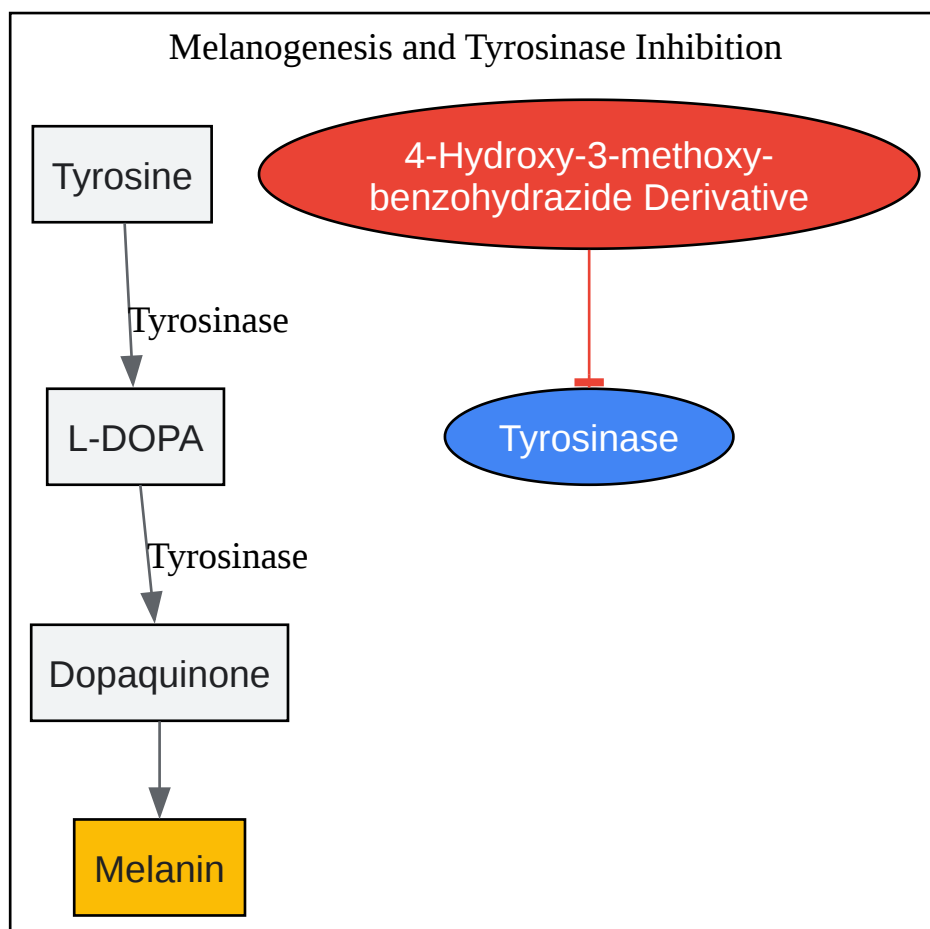 Melanogenesis and Tyrosinase Inhibition
Tyrosine
4-Hydroxy-3-methoxy-
benzohydrazide Derivative
Tyrosinase
L-DOPA
Tyrosinase
Tyrosinase
Dopaquinone
Melanin